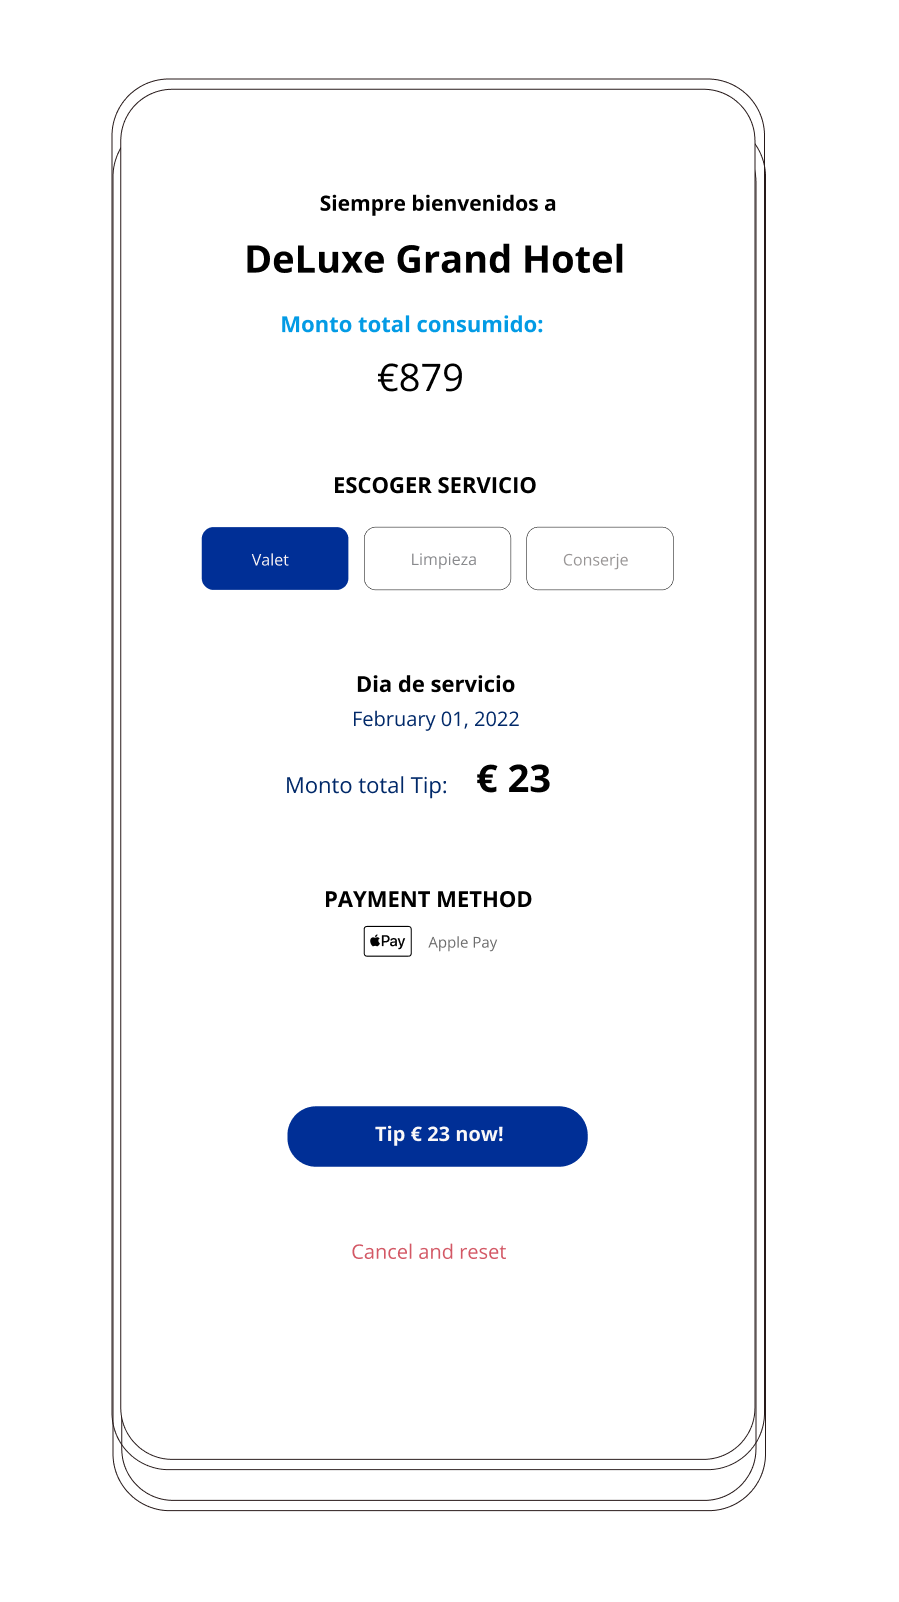 Siempre bienvenidos a
DeLuxe Grand Hotel
Monto total consumido:
€879
ESCOGER SERVICIO
Valet Limpieza Conserje
Dia de servicio
February 01, 2022
Monto total Tip: € 23
PAYMENT METHOD
Pay Apple Pay
Tip € 23 now!
Cancel and reset